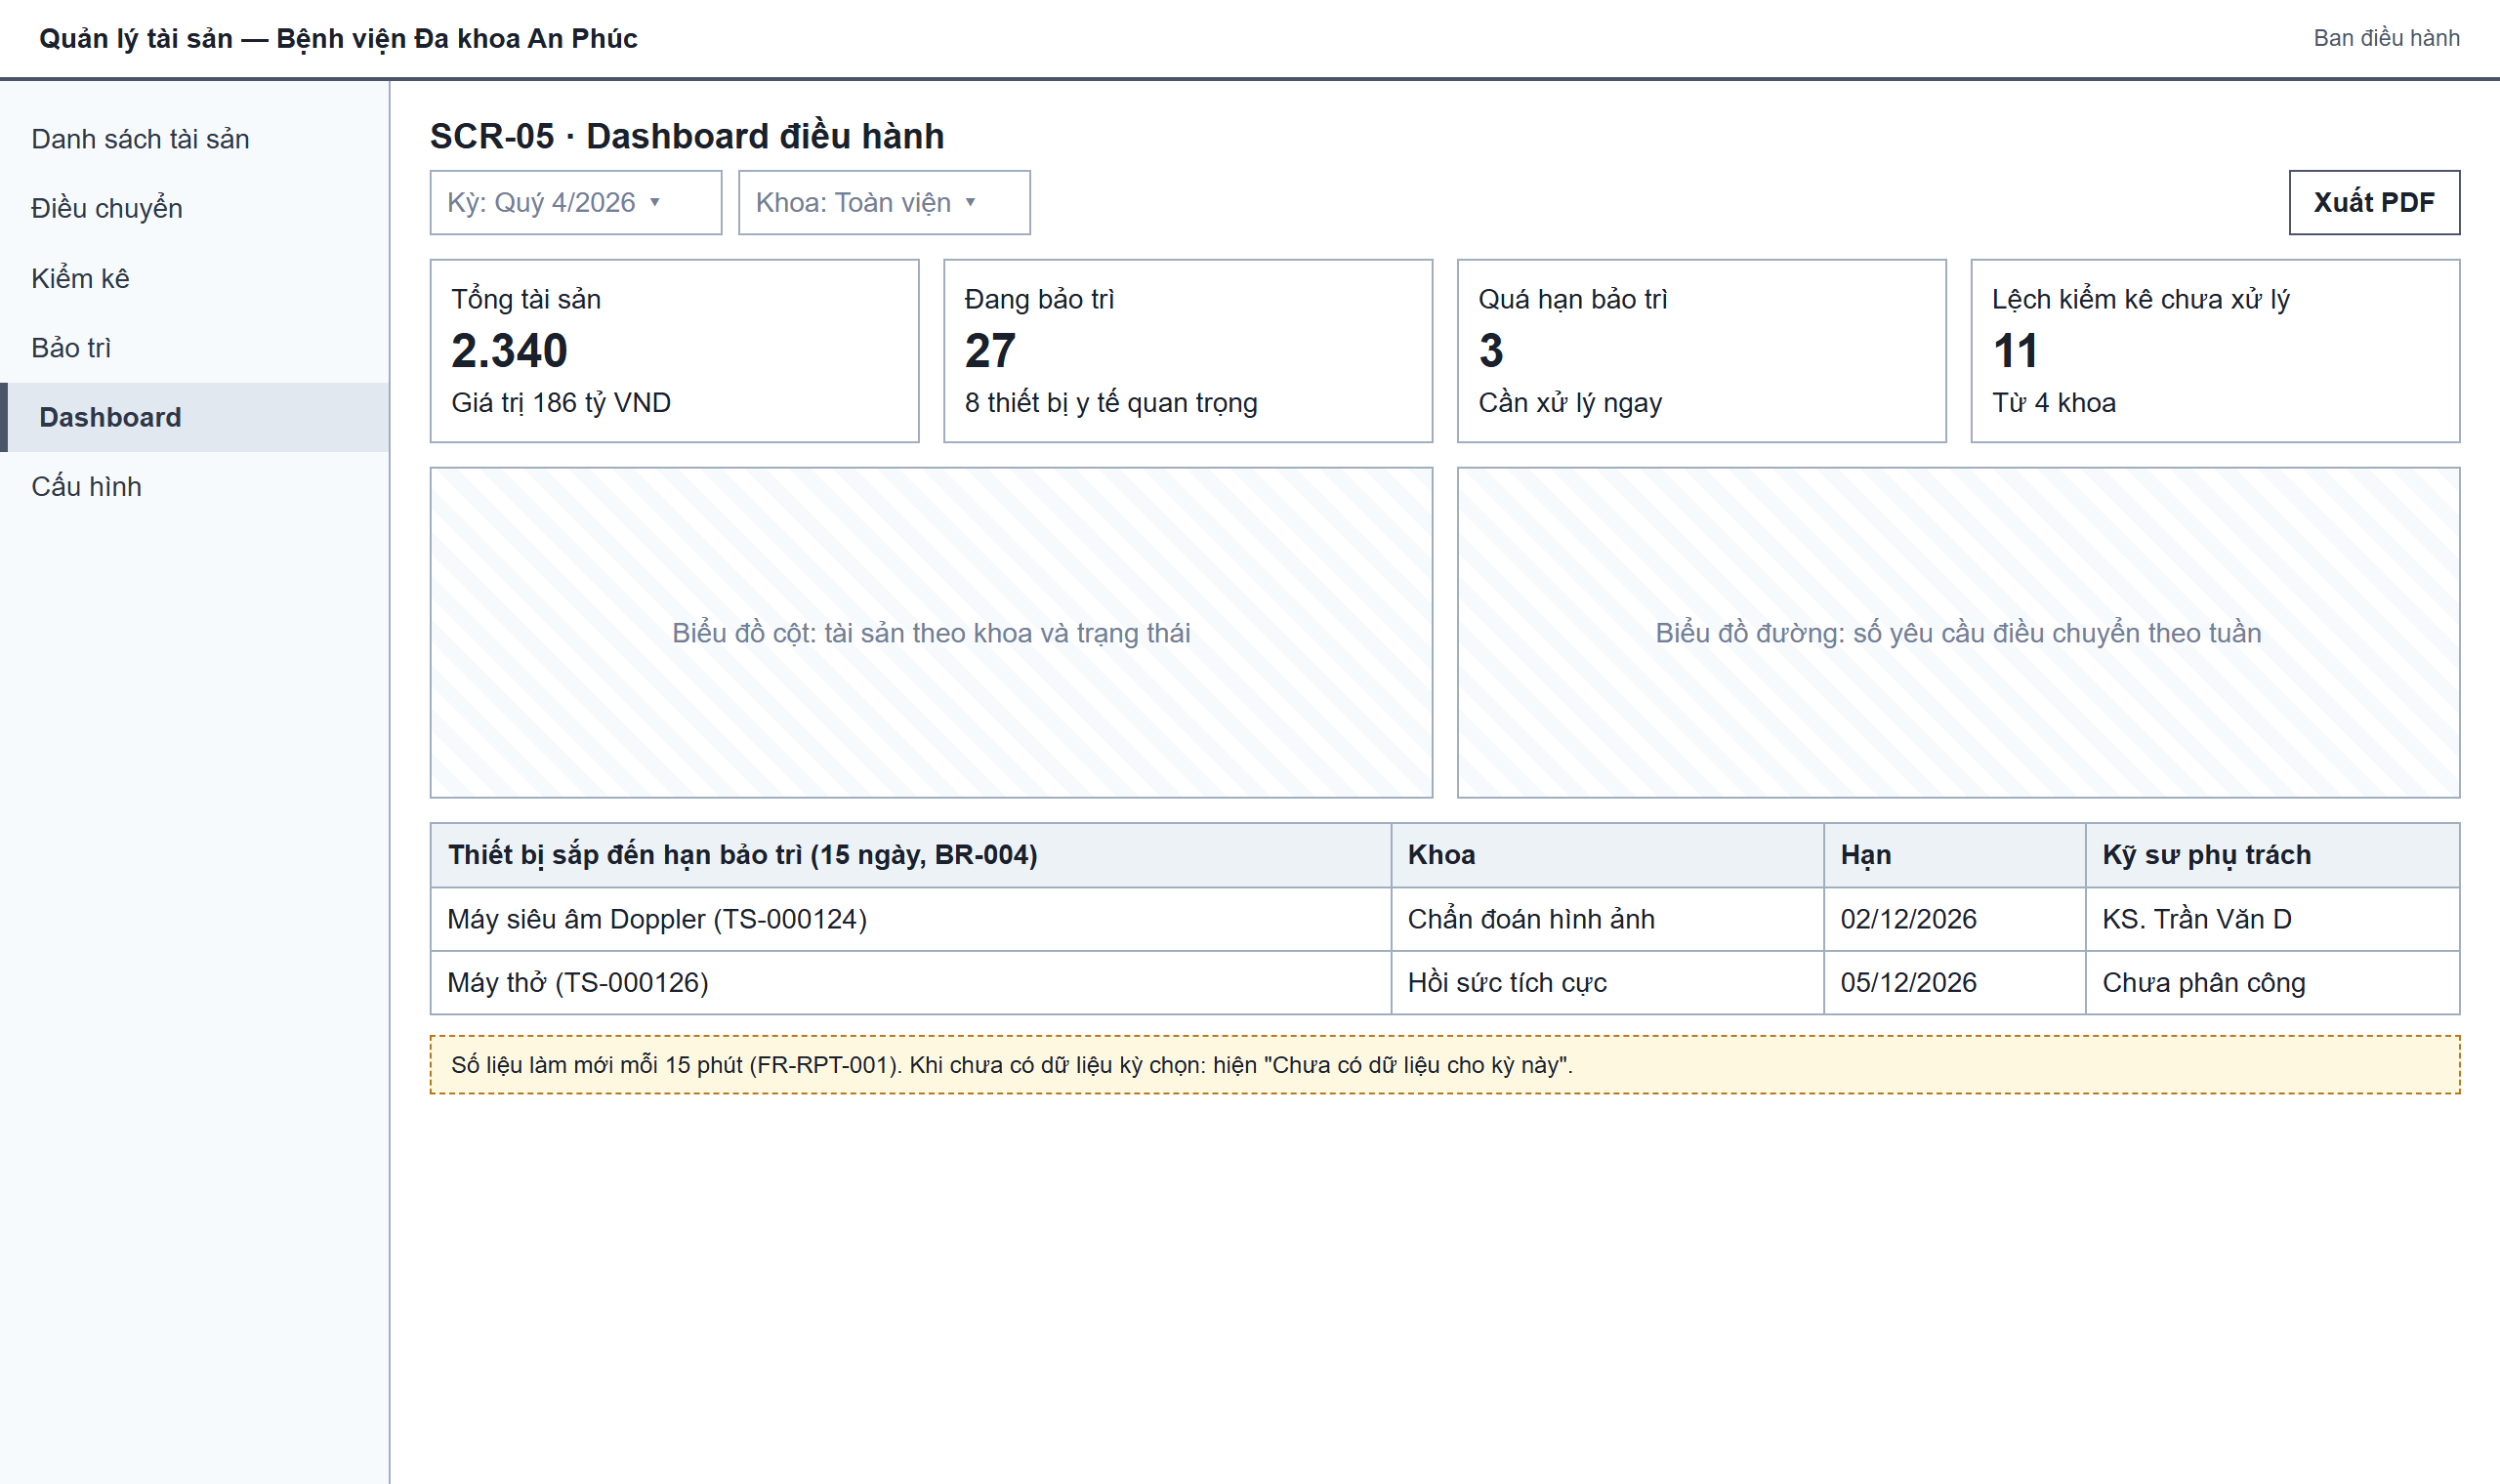 Quản lý tài sản — Bệnh viện Đa khoa An Phúc
Ban điều hành
Danh sách tài sản
Điều chuyển
Kiểm kê
Bảo trì
Dashboard
Cấu hình
SCR-05 · Dashboard điều hành
Kỳ: Quý 4/2026 ▼
Khoa: Toàn viện ▼
Xuất PDF
Tổng tài sản
2.340
Giá trị 186 tỷ VND
Đang bảo trì
27
8 thiết bị y tế quan trọng
Quá hạn bảo trì
3
Cần xử lý ngay
Lệch kiểm kê chưa xử lý
11
Từ 4 khoa
Biểu đồ cột: tài sản theo khoa và trạng thái
Biểu đồ đường: số yêu cầu điều chuyển theo tuần
Thiết bị sắp đến hạn bảo trì (15 ngày, BR-004) Khoa Hạn Kỹ sư phụ trách
Máy siêu âm Doppler (TS-000124) Chẩn đoán hình ảnh 02/12/2026 KS. Trần Văn D
Máy thở (TS-000126) Hồi sức tích cực 05/12/2026 Chưa phân công
Số liệu làm mới mỗi 15 phút (FR-RPT-001). Khi chưa có dữ liệu kỳ chọn: hiện "Chưa có dữ liệu cho kỳ này".